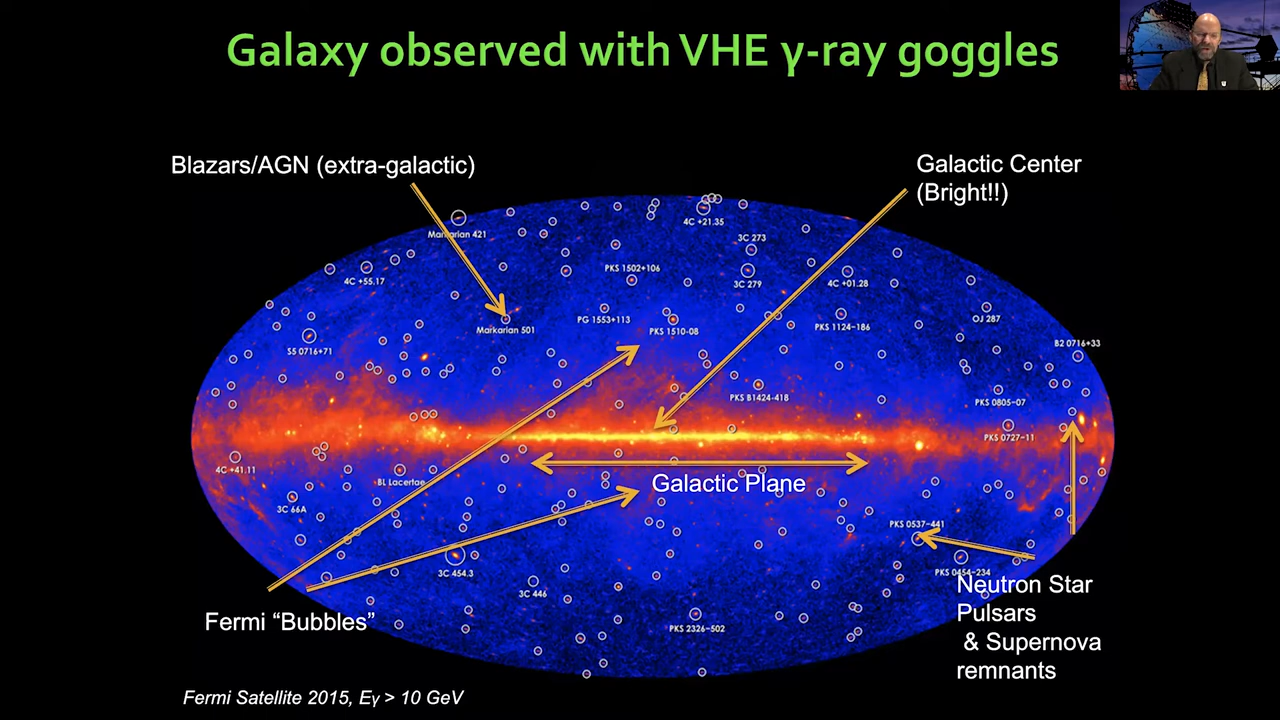 Galaxy observed with VHE γ-ray goggles
Blazars/AGN (extra-galactic)
Galactic Center
(Bright!!)
Markarian 421
4C +21.35
3C 273
4C +55.17
PKS 1502+106
3C 279
4C +01.28
Markarian 501
PG 1553+113
PKS 1510-08
PKS 1124-186
OJ 287
S5 0716+71
B2 0716+33
PKS B1424-418
PKS 0805-07
PKS 0727-11
4C +41.11
BL Lacertae
Galactic Plane
3C 66A
PKS 0537-441
3C 454.3
PKS 0454-234
3C 446
Neutron Star
Pulsars
& Supernova
remnants
Fermi “Bubbles”
PKS 2326-502
Fermi Satellite 2015, Eγ > 10 GeV